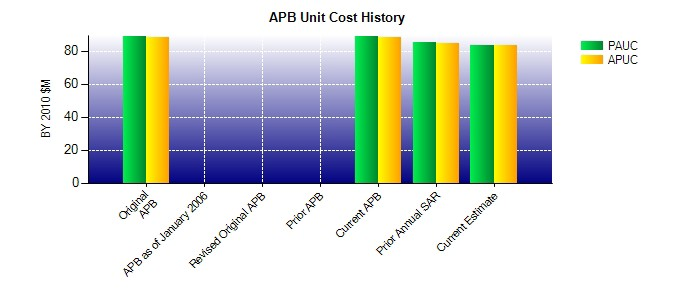 APB Unit Cost History
BY 2010 $M
80
60
40
20
0
Original
APB
APB as of January 2006
Revised Original APB
Prior APB
Current APB
Prior Annual SAR
Current Estimate
PAUC
APUC